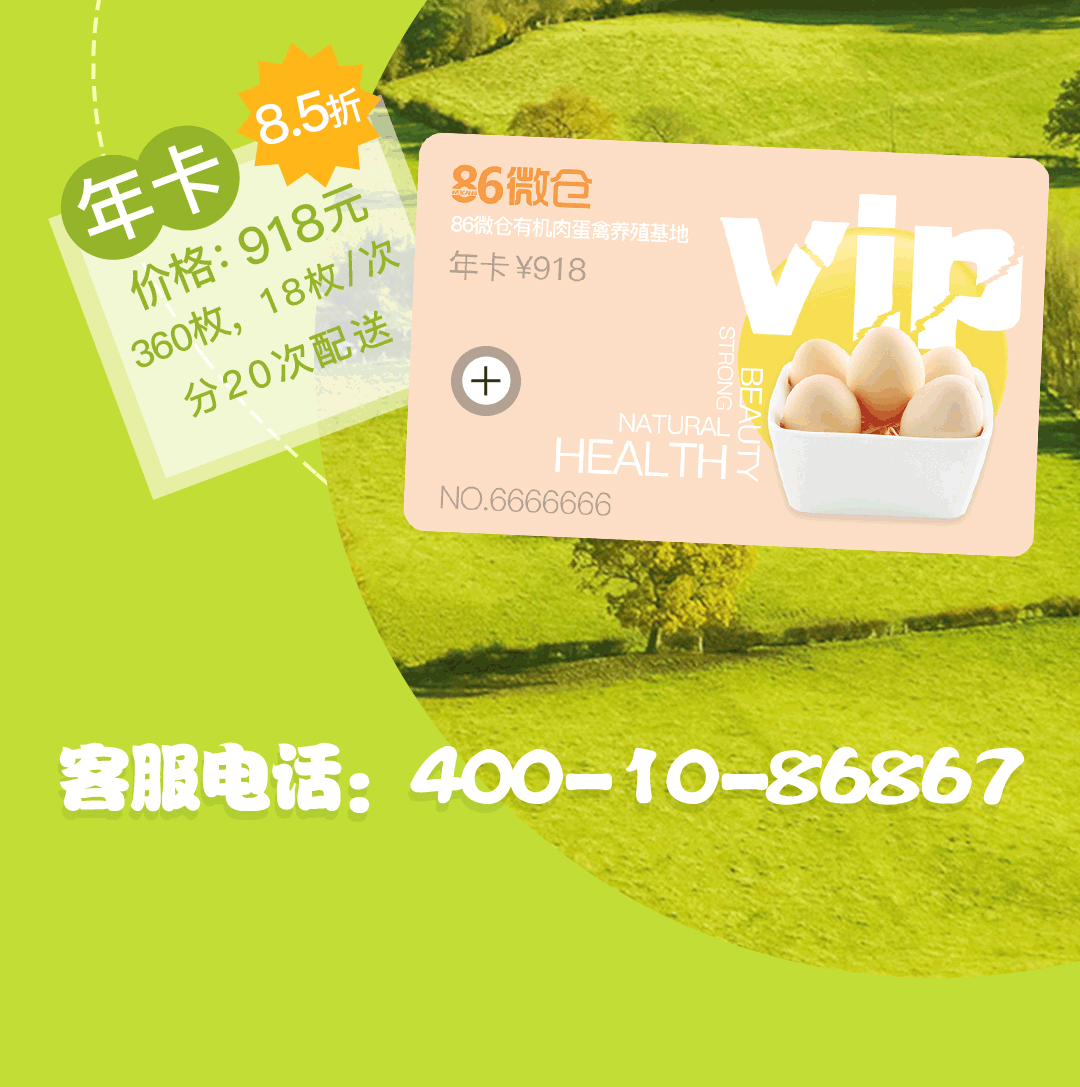 8.5折
年卡
价格：918元
360枚，18枚/次
分20次配送
86微仓
86微仓有机肉蛋禽养殖基地
年卡 ¥918
vip
STRONG
BEAUTY
NATURAL
HEALTH
NO.6666666
客服电话：400-10-86867